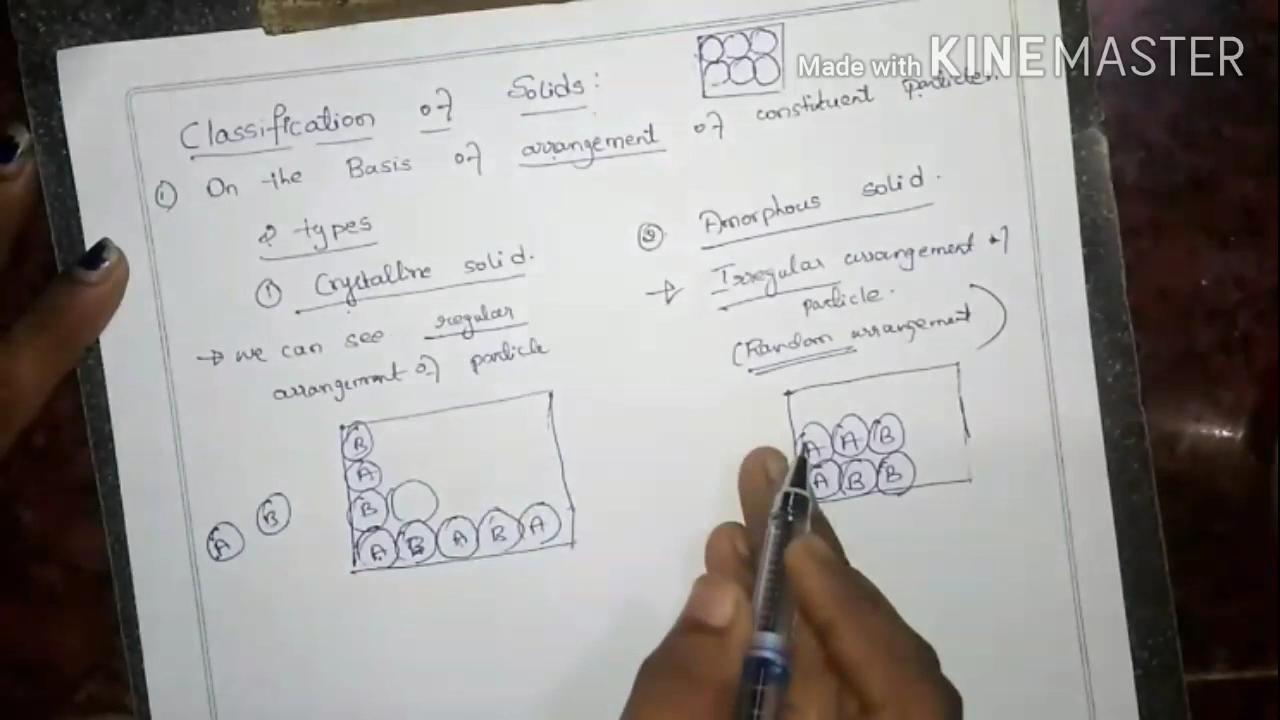 Made with KINEMASTER
Classification of Solids:
① On the Basis of arrangement of constituent particle.
2 types
① Crystalline solid.
→ we can see regular
arrangement of particle
B
A
B
A B A B A
A B
② Amorphous solid.
→ Irregular arrangement of
particle.
(Random arrangement)
A A B
A B B